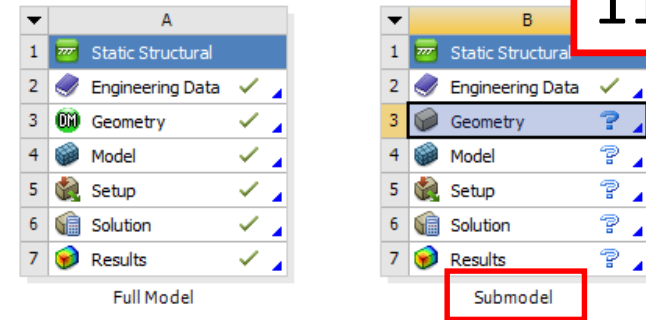 A
1 Static Structural
2 Engineering Data
3 DM Geometry
4 Model
5 Setup
6 Solution
7 Results
Full Model
B
1 Static Structural
2 Engineering Data
3 Geometry
4 Model
5 Setup
6 Solution
7 Results
Submodel